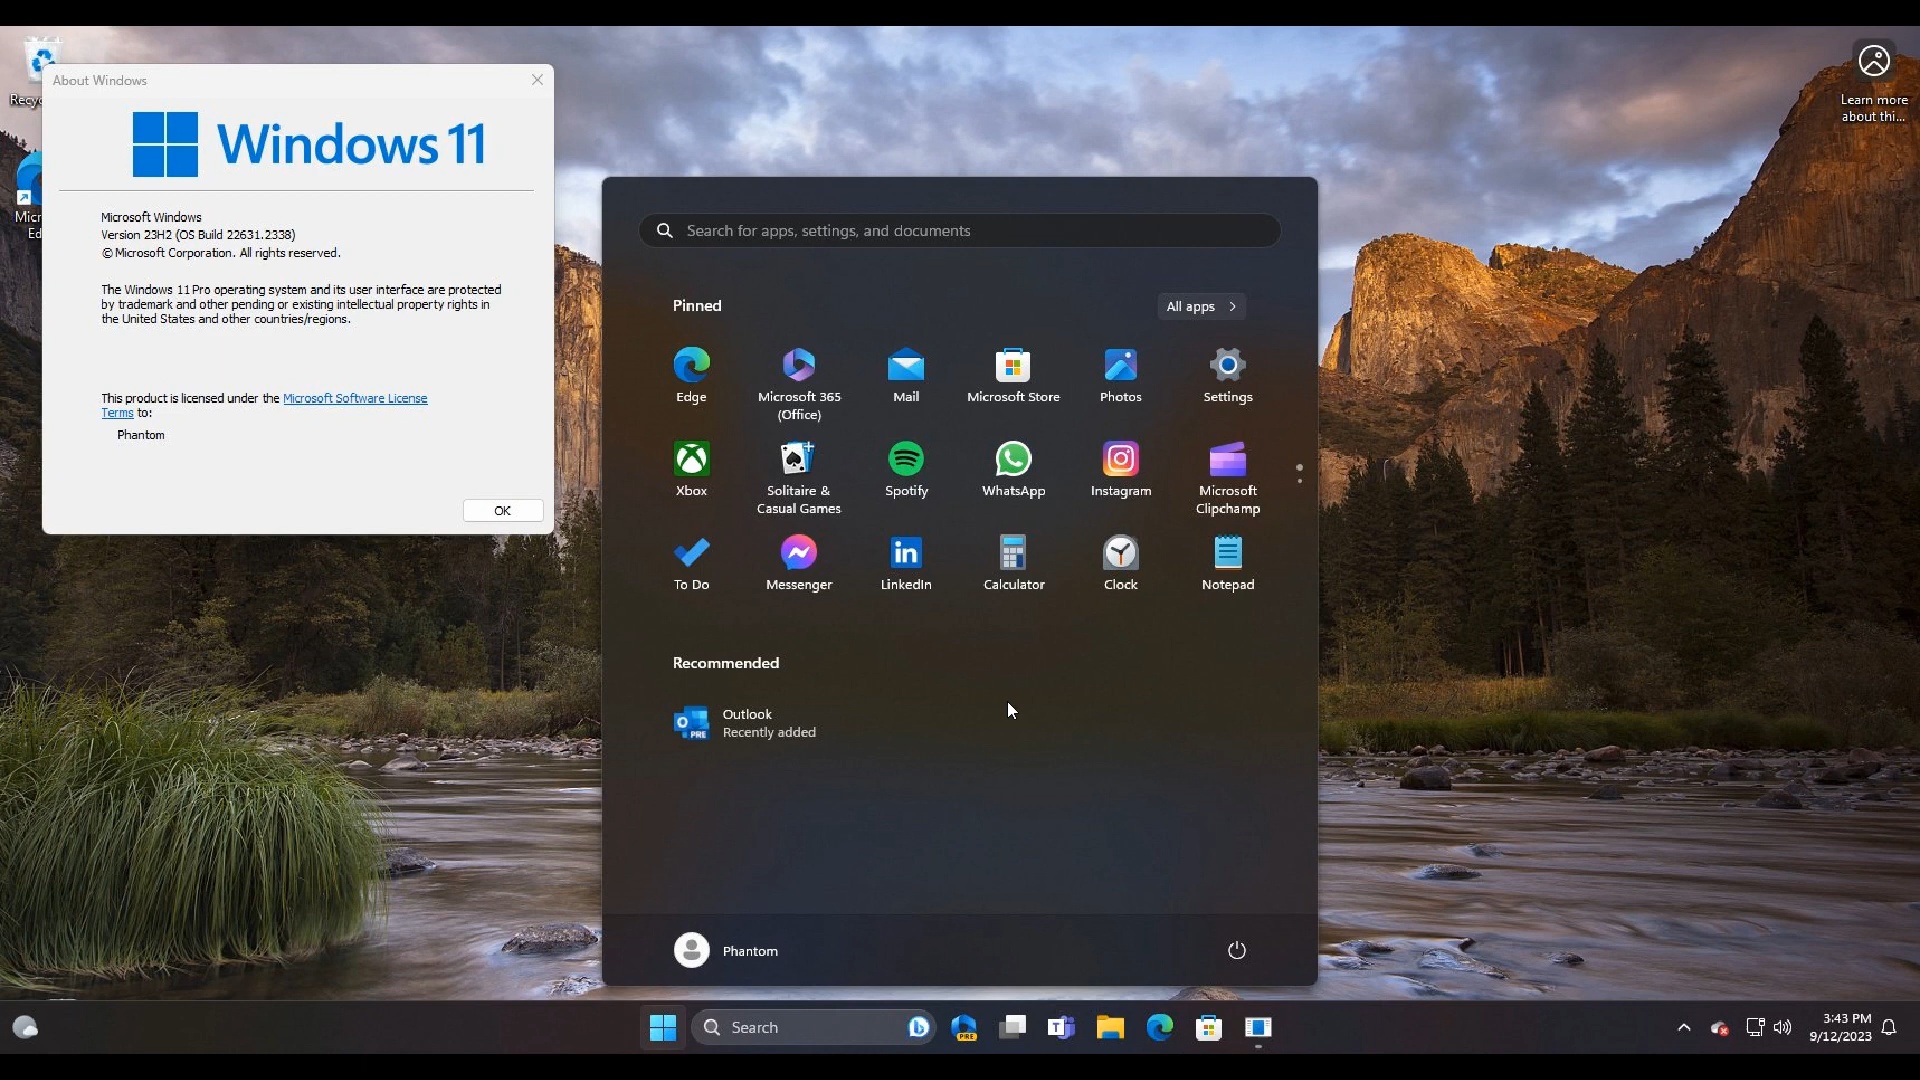 Recyc
Micr
Ed
About Windows
Windows 11
Microsoft Windows
Version 23H2 (OS Build 22631.2338)
© Microsoft Corporation. All rights reserved.
The Windows 11 Pro operating system and its user interface are protected
by trademark and other pending or existing intellectual property rights in
the United States and other countries/regions.
This product is licensed under the Microsoft Software License
Terms to:
Phantom
OK
Search for apps, settings, and documents
Pinned
All apps
Edge
Microsoft 365
(Office)
Mail
Microsoft Store
Photos
Settings
Xbox
Solitaire &
Casual Games
Spotify
WhatsApp
Instagram
Microsoft
Clipchamp
To Do
Messenger
LinkedIn
Calculator
Clock
Notepad
Recommended
PRE
Outlook
Recently added
Phantom
Learn more
about thi...
Search
PRE
3:43 PM
9/12/2023